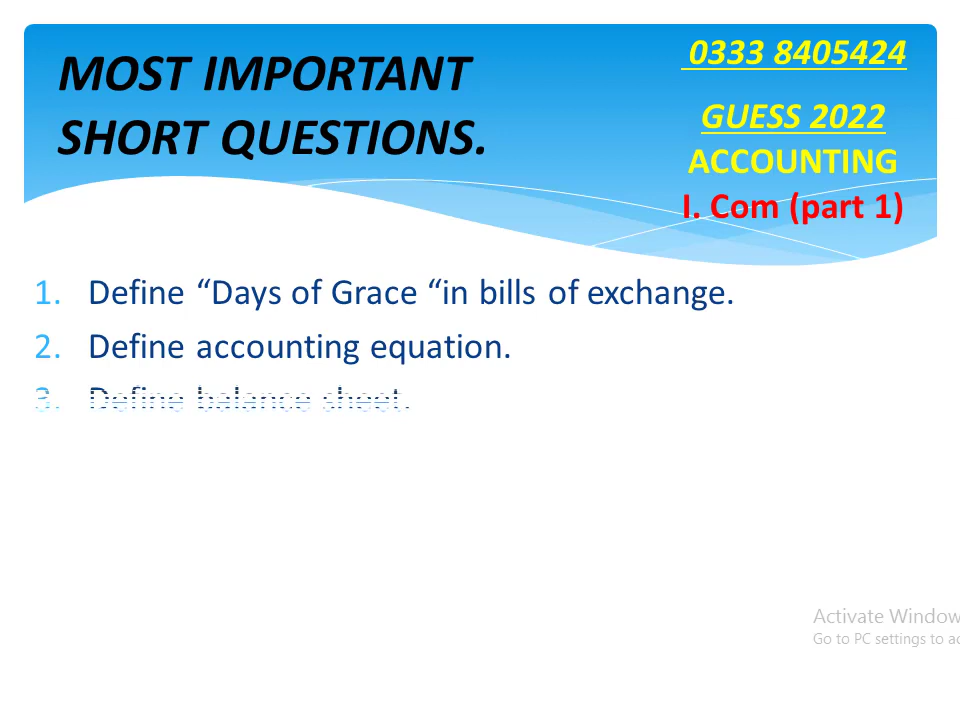 MOST IMPORTANT
SHORT QUESTIONS.
0333 8405424
GUESS 2022
ACCOUNTING
I. Com (part 1)
1. Define “Days of Grace “in bills of exchange.
2. Define accounting equation.
3. Define balance sheet.
Activate Window
Go to PC settings to ac